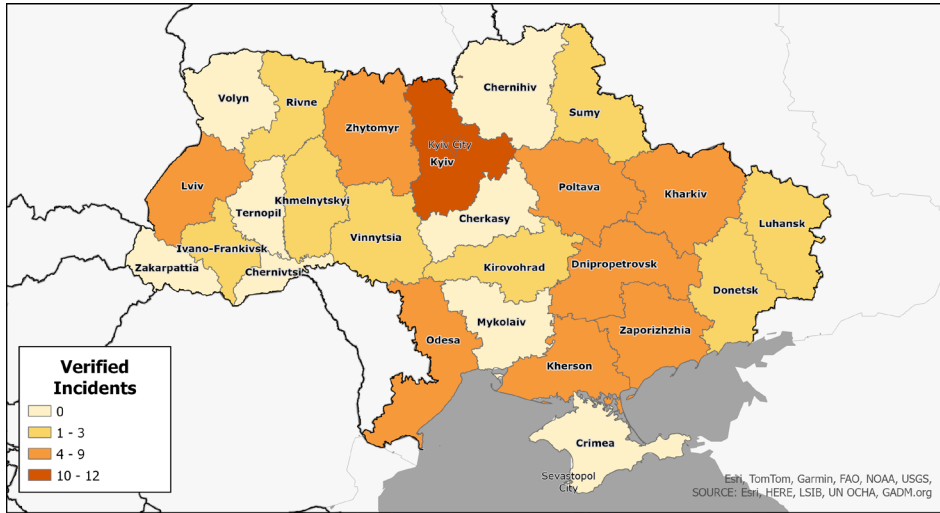 Volyn
Rivne
Zhytomyr
Chernihiv
Sumy
Kyiv City
Kyiv
Lviv
Ternopil
Khmelnytskyi
Vinnytsia
Cherkasy
Poltava
Kharkiv
Luhansk
Ivano-Frankivsk
Zakarpattia
Chernivtsi
Kirovohrad
Dnipropetrovsk
Donetsk
Odesa
Mykolaiv
Zaporizhzhia
Kherson
Crimea
Sevastopol
City
Verified
Incidents
0
1 - 3
4 - 9
10 - 12
Esri, TomTom, Garmin, FAO, NOAA, USGS,
SOURCE: Esri, HERE, LSIB, UN OCHA, GADM.org